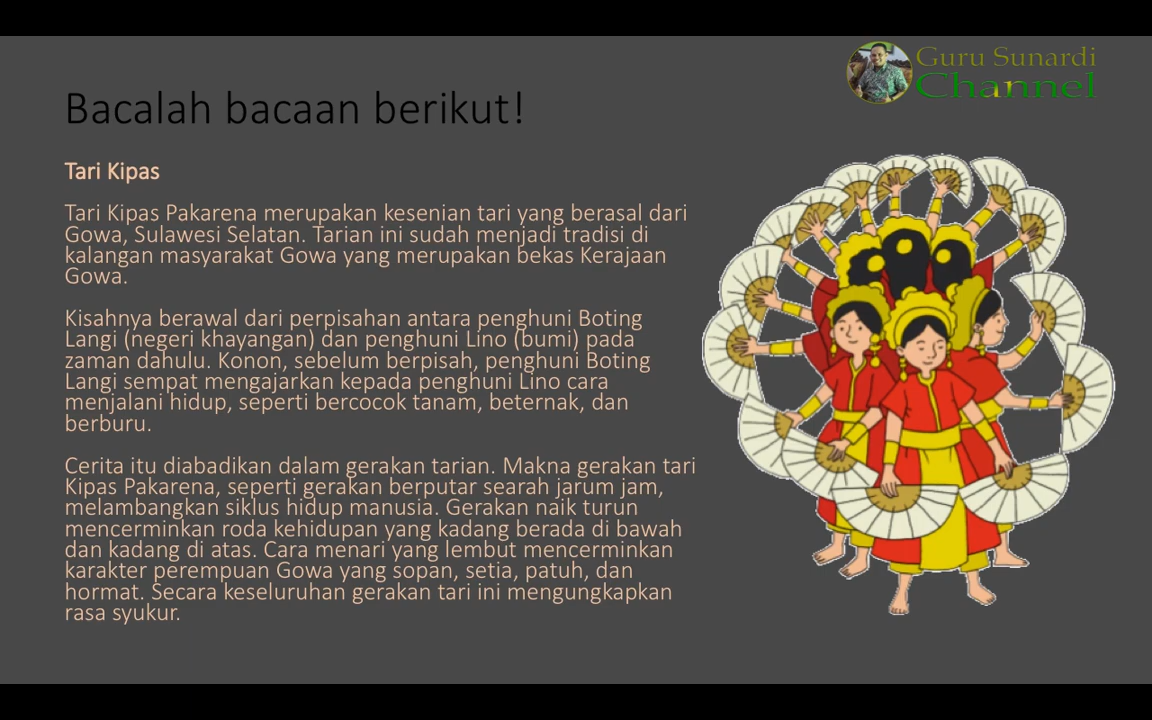 Guru Sunardi
Channel
Bacalah bacaan berikut!
Tari Kipas
Tari Kipas Pakarena merupakan kesenian tari yang berasal dari
Gowa, Sulawesi Selatan. Tarian ini sudah menjadi tradisi di
kalangan masyarakat Gowa yang merupakan bekas Kerajaan
Gowa.
Kisahnya berawal dari perpisahan antara penghuni Boting
Langi (negeri khayangan) dan penghuni Lino (bumi) pada
zaman dahulu. Konon, sebelum berpisah, penghuni Boting
Langi sempat mengajarkan kepada penghuni Lino cara
menjalani hidup, seperti bercocok tanam, beternak, dan
berburu.
Cerita itu diabadikan dalam gerakan tarian. Makna gerakan tari
Kipas Pakarena, seperti gerakan berputar searah jarum jam,
melambangkan siklus hidup manusia. Gerakan naik turun
mencerminkan roda kehidupan yang kadang berada di bawah
dan kadang di atas. Cara menari yang lembut mencerminkan
karakter perempuan Gowa yang sopan, setia, patuh, dan
hormat. Secara keseluruhan gerakan tari ini mengungkapkan
rasa syukur.